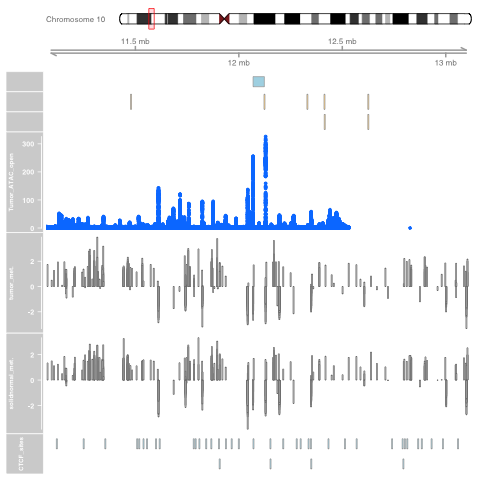 Chromosome 10
11.5 mb
12.5 mb
12 mb
13 mb
Tumor_ATAC_open
300
200
100
0
tumor_met.
2
0
-2
solidnormal_met.
2
0
-2
CTCF_sites